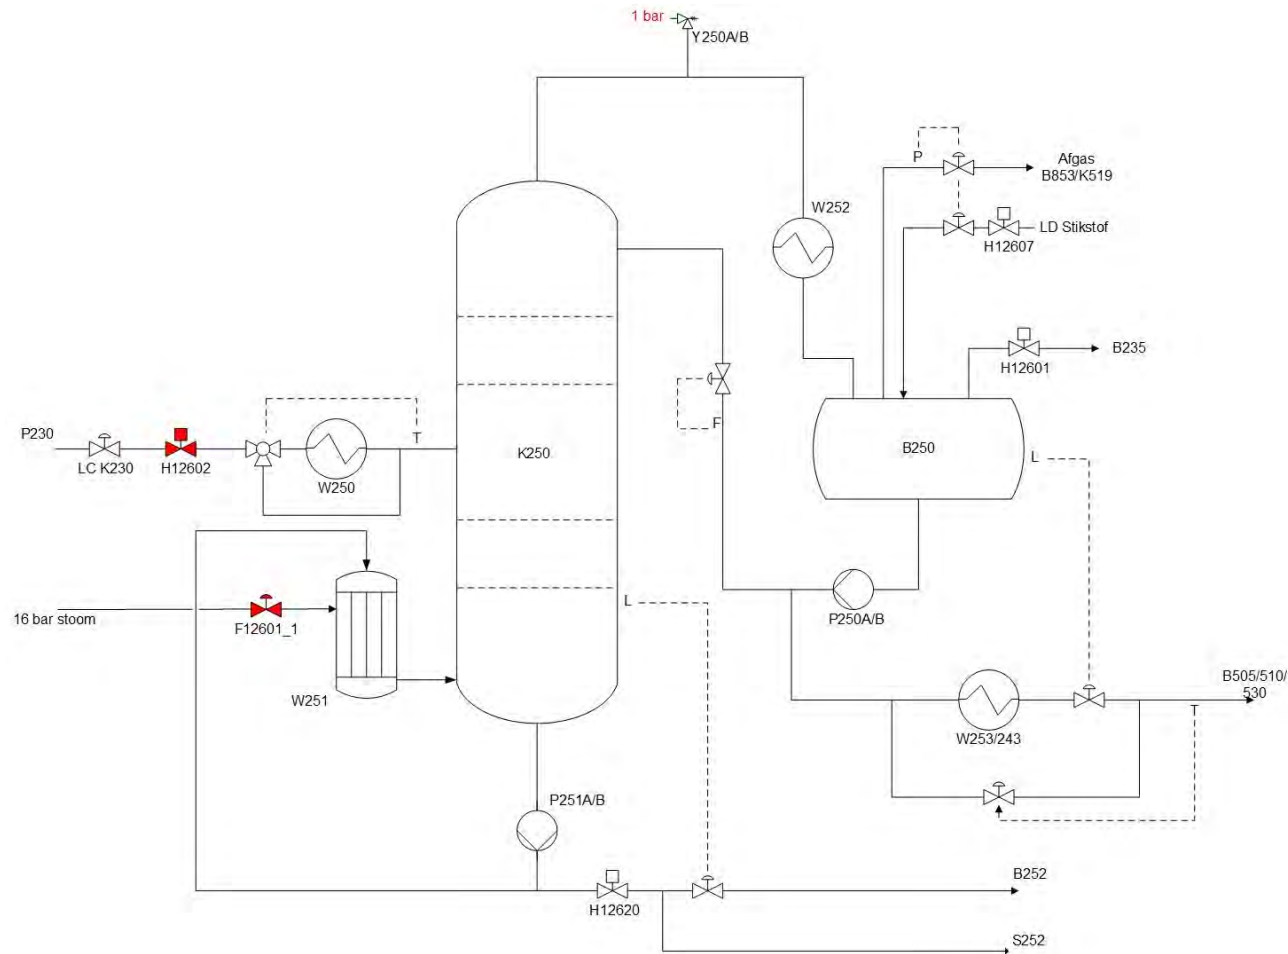 1 bar
Y250A/B
P
Afgas
B853/K519
W252
LD Stikstof
H12607
B235
H12601
F
P230
T
K250
B250
L
LC K230
H12602
W250
L
16 bar stoom
F12601_1
P250A/B
W251
B505/510/
530
T
W253/243
P251A/B
B252
H12620
S252